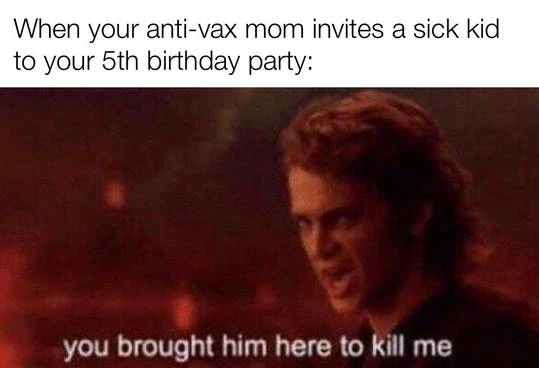 When your anti-vax mom invites a sick kid
to your 5th birthday party:
you brought him here to kill me